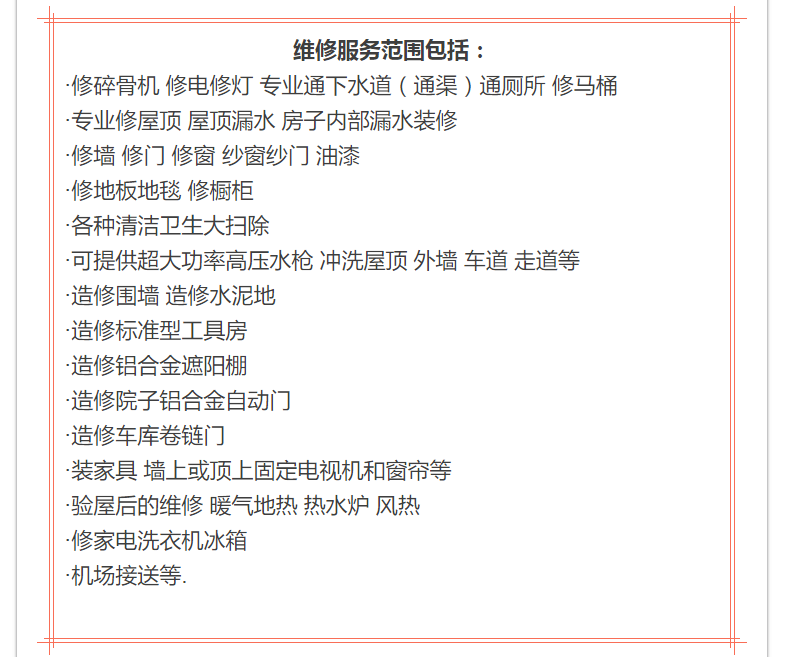 维修服务范围包括：
·修碎骨机 修电修灯 专业通下水道（通渠）通厕所 修马桶
·专业修屋顶 屋顶漏水 房子内部漏水装修
·修墙 修门 修窗 纱窗纱门 油漆
·修地板地毯 修橱柜
·各种清洁卫生大扫除
·可提供超大功率高压水枪 冲洗屋顶 外墙 车道 走道等
·造修围墙 造修水泥地
·造修标准型工具房
·造修铝合金遮阳棚
·造修院子铝合金自动门
·造修车库卷链门
·装家具 墙上或顶上固定电视机和窗帘等
·验屋后的维修 暖气地热 热水炉 风热
·修家电洗衣机冰箱
·机场接送等.